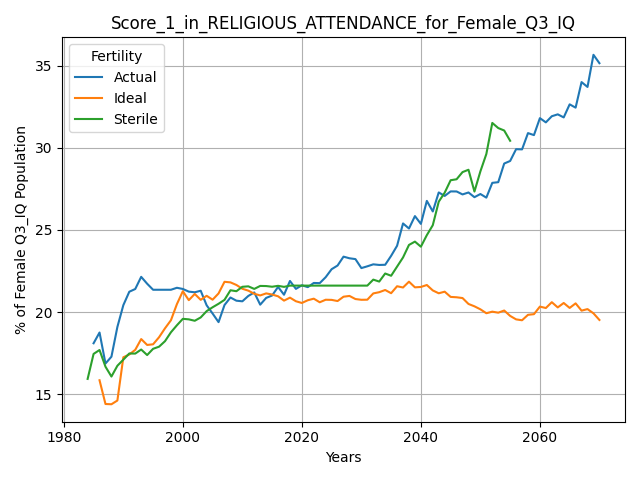 Score_1_in_RELIGIOUS_ATTENDANCE_for_Female_Q3_IQ
Fertility
Actual
Ideal
Sterile
% of Female Q3_IQ Population
35
30
25
20
15
1980
2000
2020
2040
2060
Years